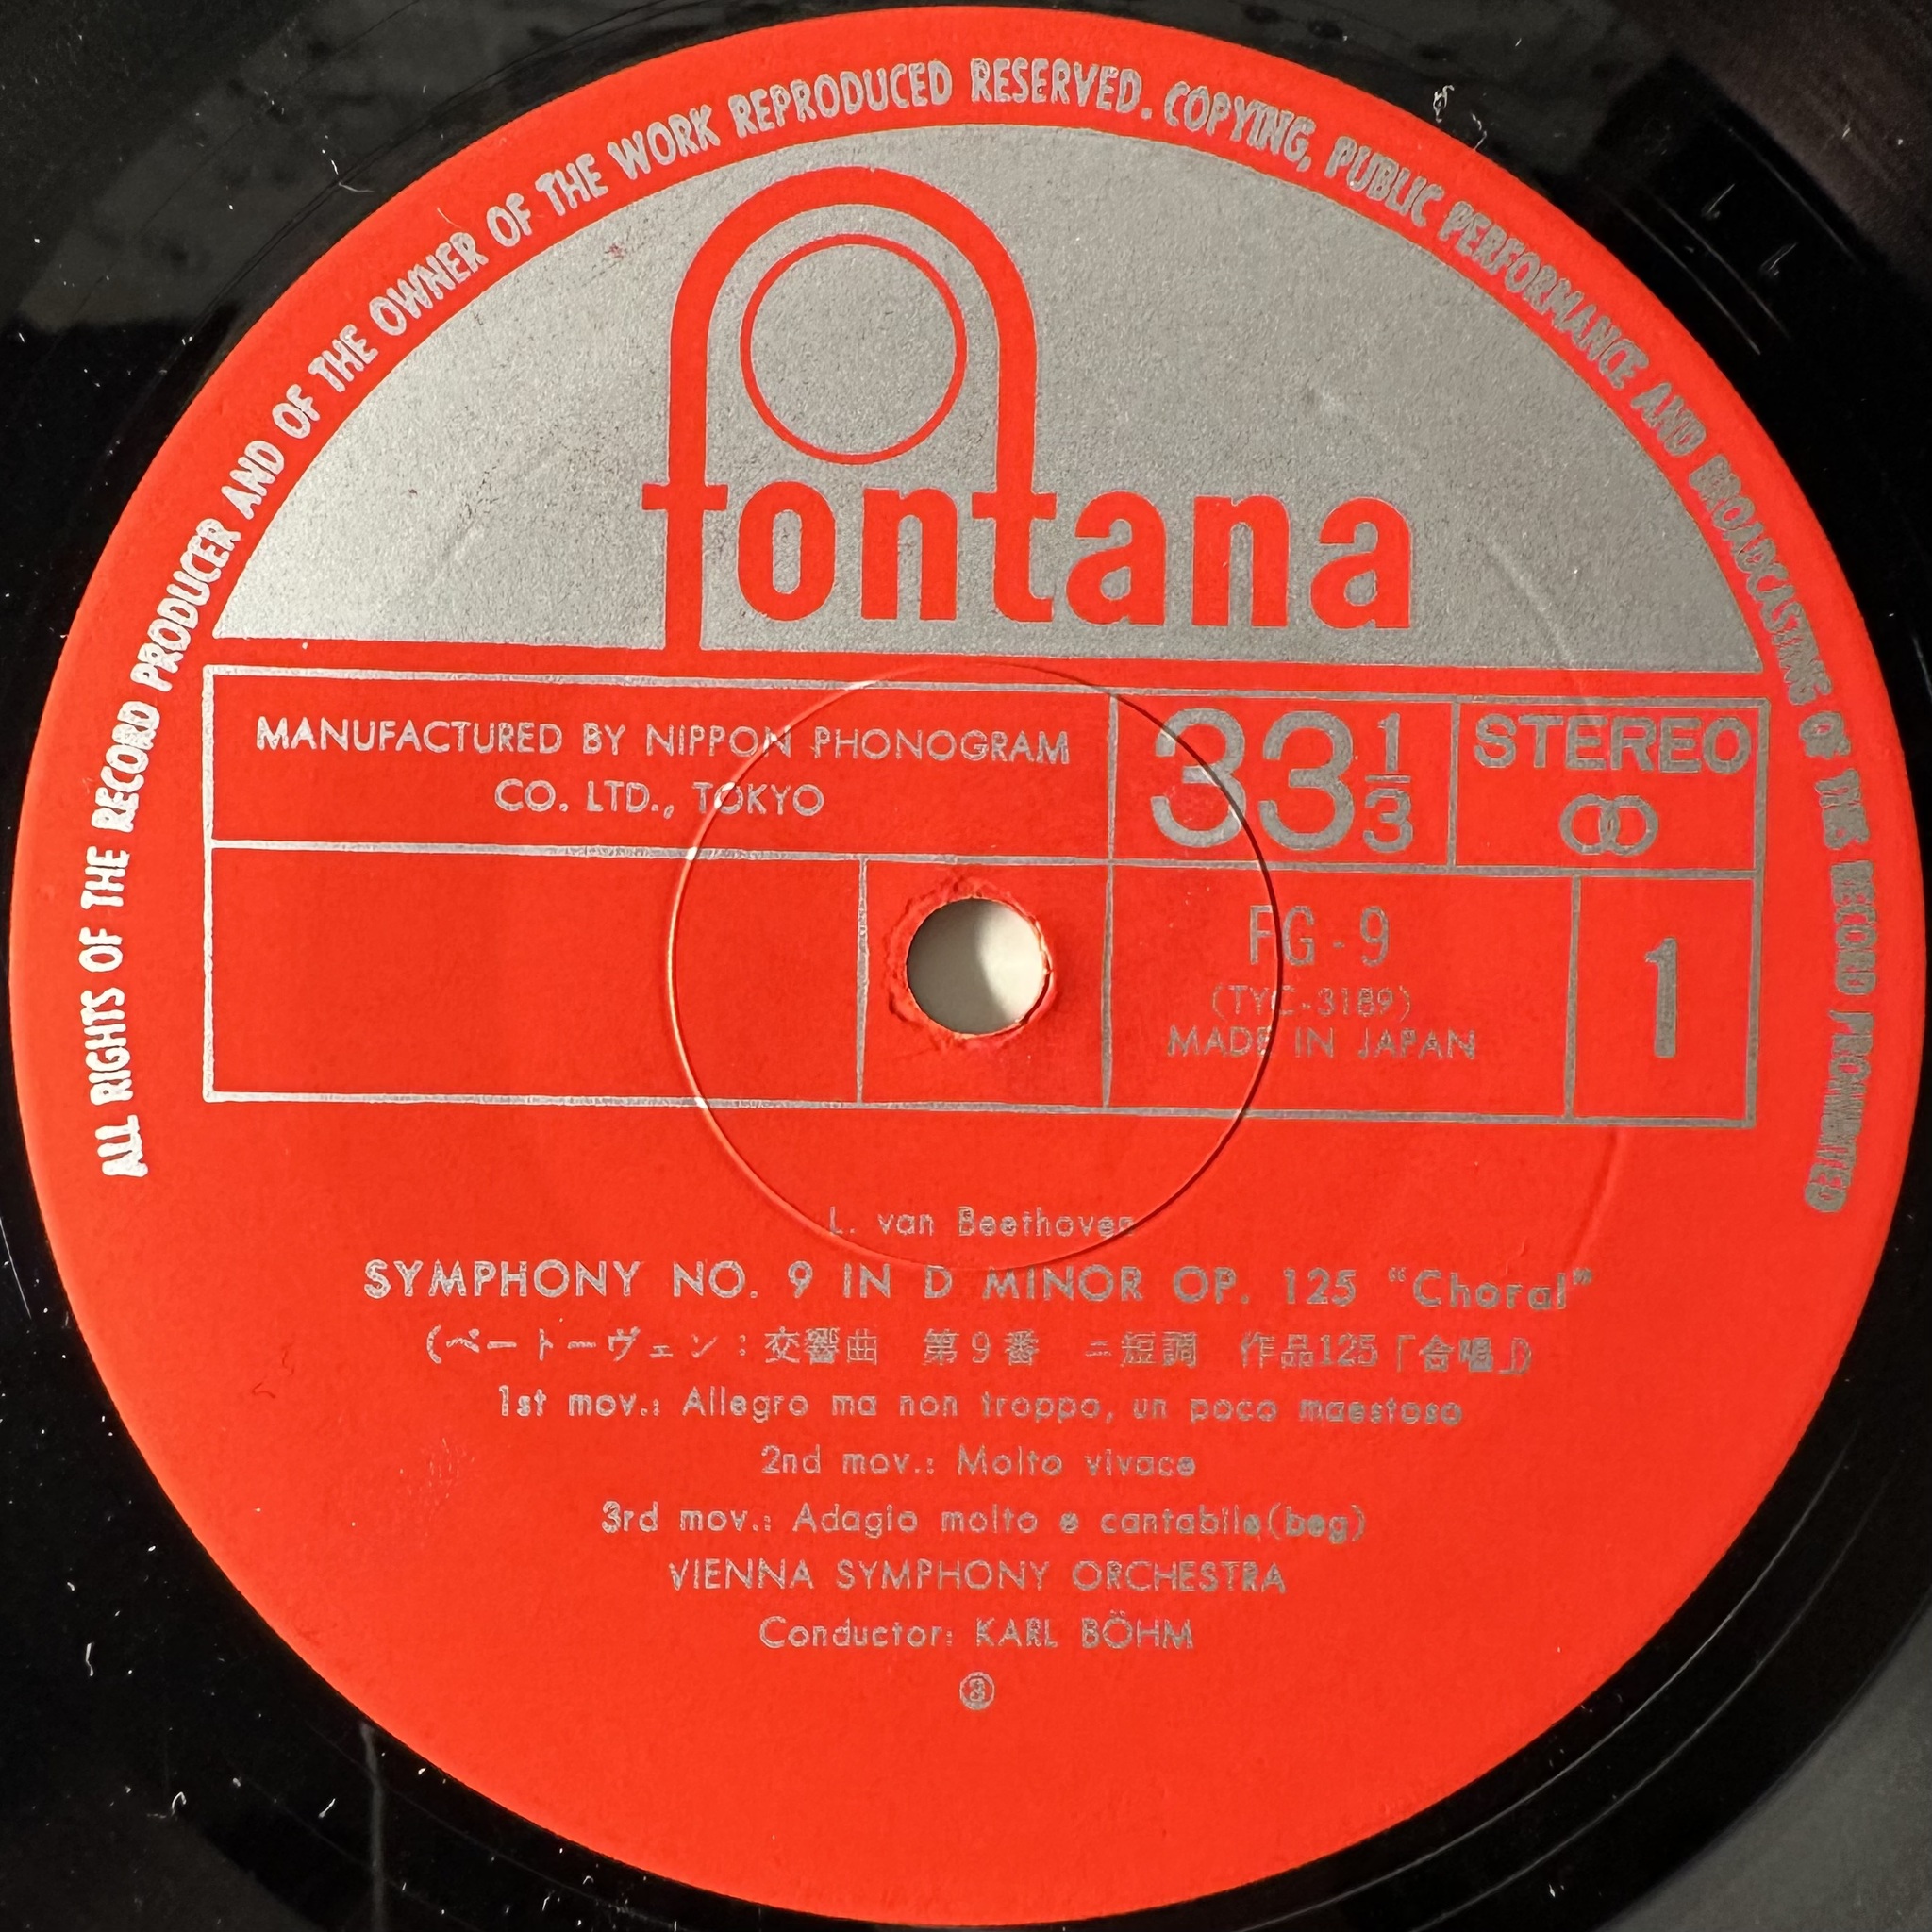 ALL RIGHTS OF THE RECORD PRODUCER AND OF THE OWNER OF THE WORK REPRODUCED RESERVED. COPYING, PUBLIC PERFORMANCE AND BROADCASTING OF THIS RECORD PROHIBITED
fontana
MANUFACTURED BY NIPPON PHONOGRAM
CO. LTD., TOKYO
33 1/3
STEREO
FG-9
(TYC-3189)
MADE IN JAPAN
1
L. van Beethoven
SYMPHONY NO. 9 IN D MINOR OP. 125 "Choral"
(ベートーヴェン:交響曲 第9番 ニ短調 作品125「合唱」)
1st mov.: Allegro ma non troppo, un poco maestoso
2nd mov.: Molto vivace
3rd mov.: Adagio molto e cantabile(beg)
VIENNA SYMPHONY ORCHESTRA
Conductor: KARL BÖHM
③